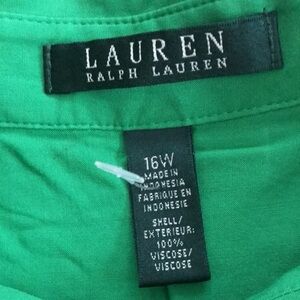 LAUREN
RALPH LAUREN
16W
MADE IN
INDONESIA
FABRIQUE EN
INDONESIE
SHELL/
EXTERIEUR:
100%
VISCOSE/
VISCOSE